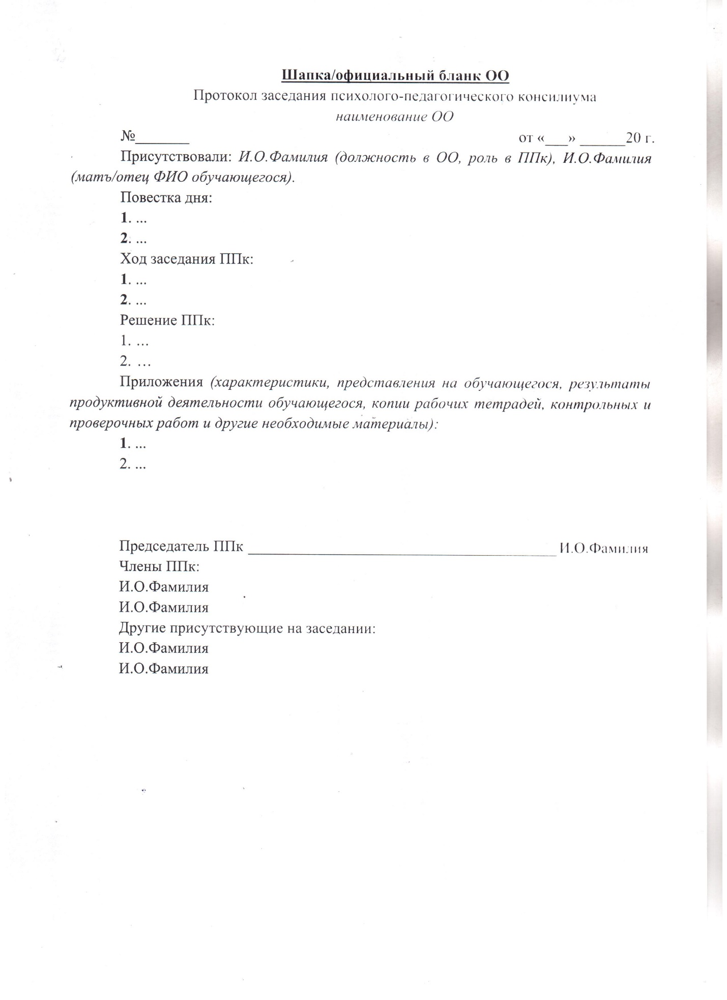 Шапка/официальный бланк ОО
Протокол заседания психолого-педагогического консилиума
наименование ОО
№_______ от «___» ______20 г.
Присутствовали: И.О.Фамилия (должность в ОО, роль в ППк), И.О.Фамилия
(мать/отец ФИО обучающегося).
Повестка дня:
1. ...
2. ...
Ход заседания ППк:
1. ...
2. ...
Решение ППк:
1. ...
2. ...
Приложения (характеристики, представления на обучающегося, результаты
продуктивной деятельности обучающегося, копии рабочих тетрадей, контрольных и
проверочных работ и другие необходимые материалы):
1. ...
2. ...
Председатель ППк ________________________________________ И.О.Фамилия
Члены ППк:
И.О.Фамилия
И.О.Фамилия
Другие присутствующие на заседании:
И.О.Фамилия
И.О.Фамилия